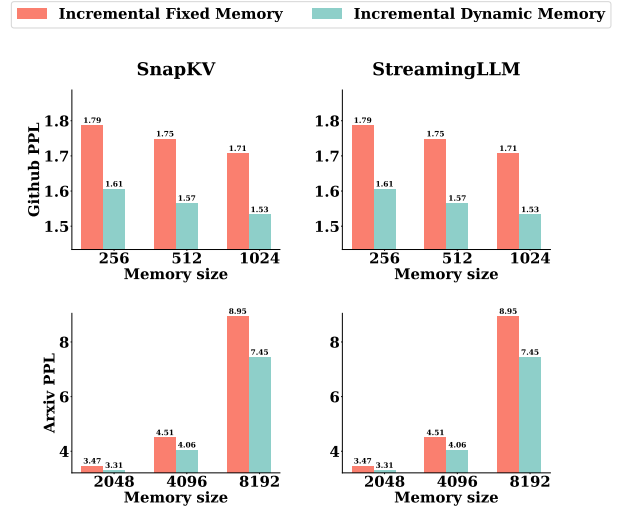 Incremental Fixed Memory Incremental Dynamic Memory
SnapKV StreamingLLM
Github PPL
1.8
1.7
1.6
1.5
1.79 1.61 1.75 1.57 1.71 1.53
256 512 1024
Memory size
1.8
1.7
1.6
1.5
1.79 1.61 1.75 1.57 1.71 1.53
256 512 1024
Memory size
Arxiv PPL
8
6
4
3.47 3.31 4.51 4.06 8.95 7.45
2048 4096 8192
Memory size
8
6
4
3.47 3.31 4.51 4.06 8.95 7.45
2048 4096 8192
Memory size